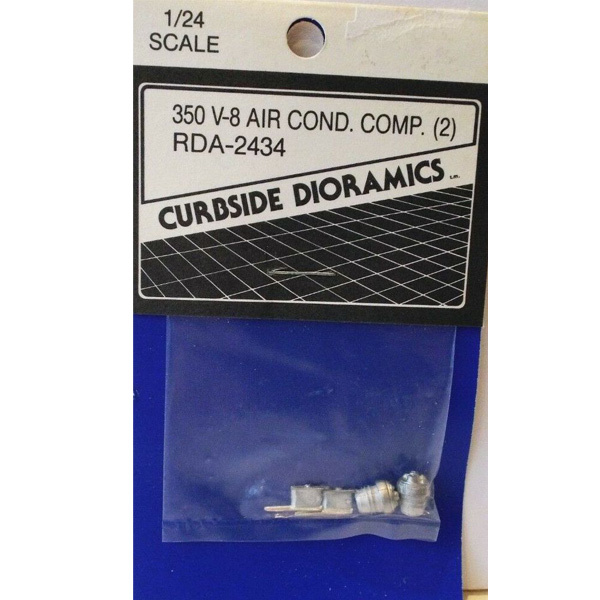 1/24
SCALE
350 V-8 AIR COND. COMP. (2)
RDA-2434
CURBSIDE DIORAMICS s.m.